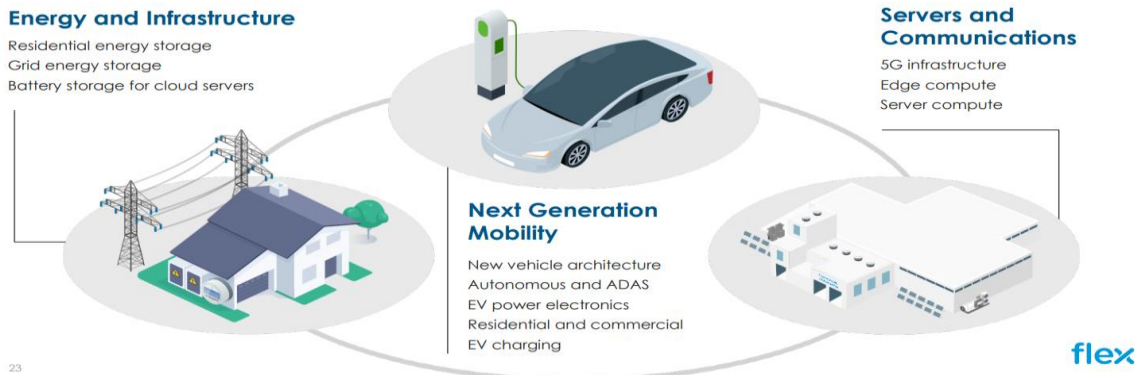 Energy and Infrastructure
Residential energy storage
Grid energy storage
Battery storage for cloud servers
Servers and
Communications
5G infrastructure
Edge compute
Server compute
Next Generation
Mobility
New vehicle architecture
Autonomous and ADAS
EV power electronics
Residential and commercial
EV charging
23
flex